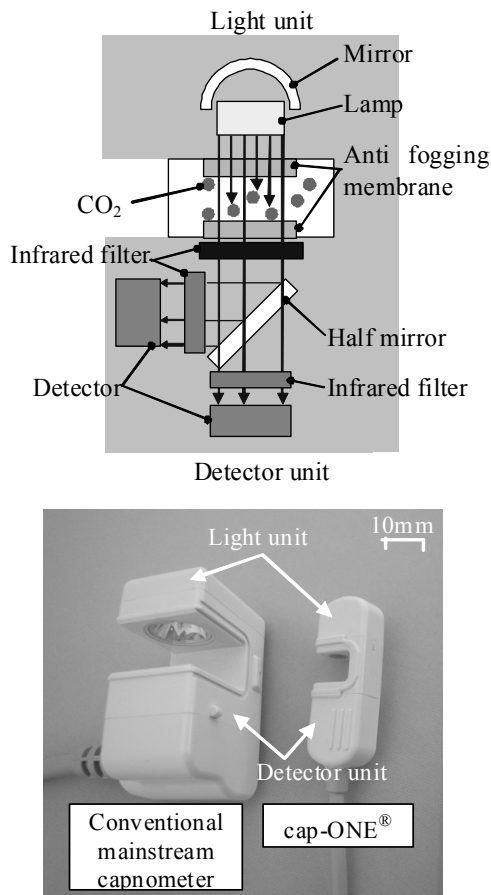 Light unit
Mirror
Lamp
Anti fogging
membrane
CO₂
Infrared filter
Half mirror
Detector
Infrared filter
Detector unit
10mm
Light unit
Detector unit
Conventional
mainstream
capnometer
cap-ONE®